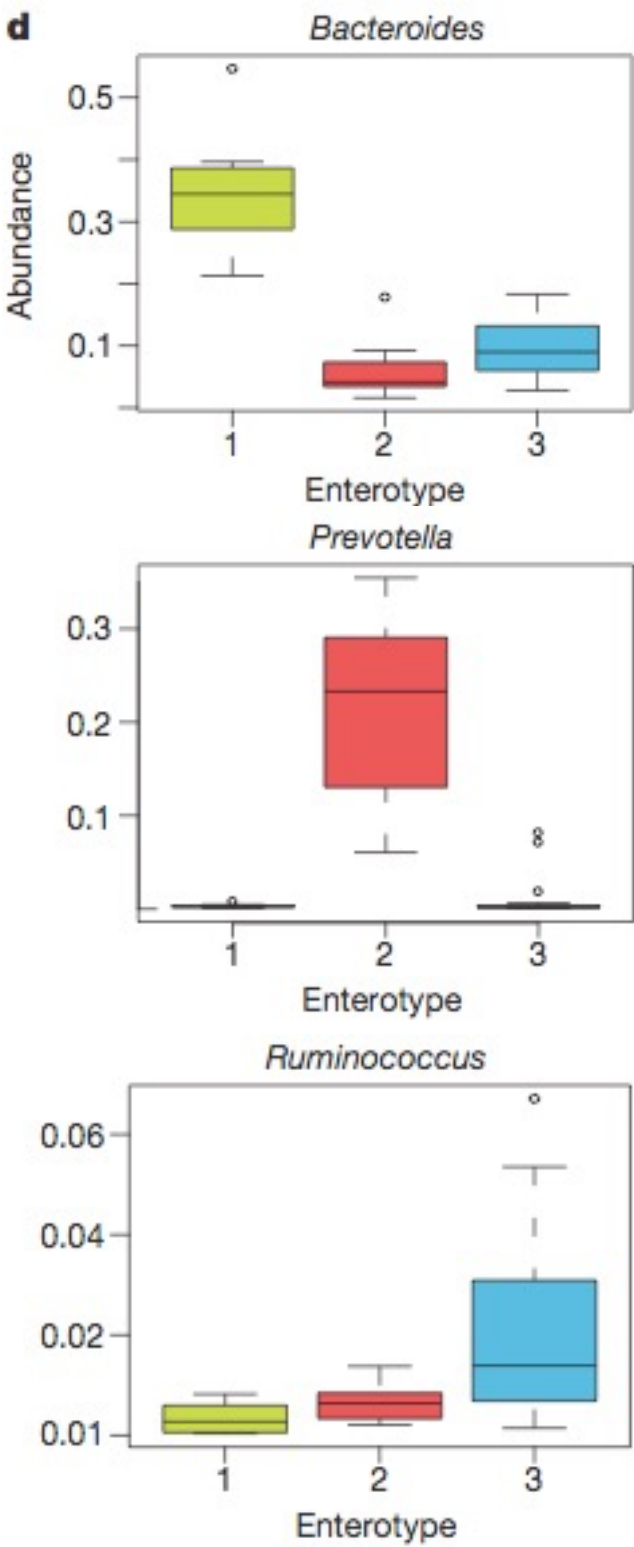 d
Bacteroides
Abundance
0.5
0.3
0.1
1 2 3
Enterotype
Prevotella
0.3
0.2
0.1
1 2 3
Enterotype
Ruminococcus
0.06
0.04
0.02
0.01
1 2 3
Enterotype